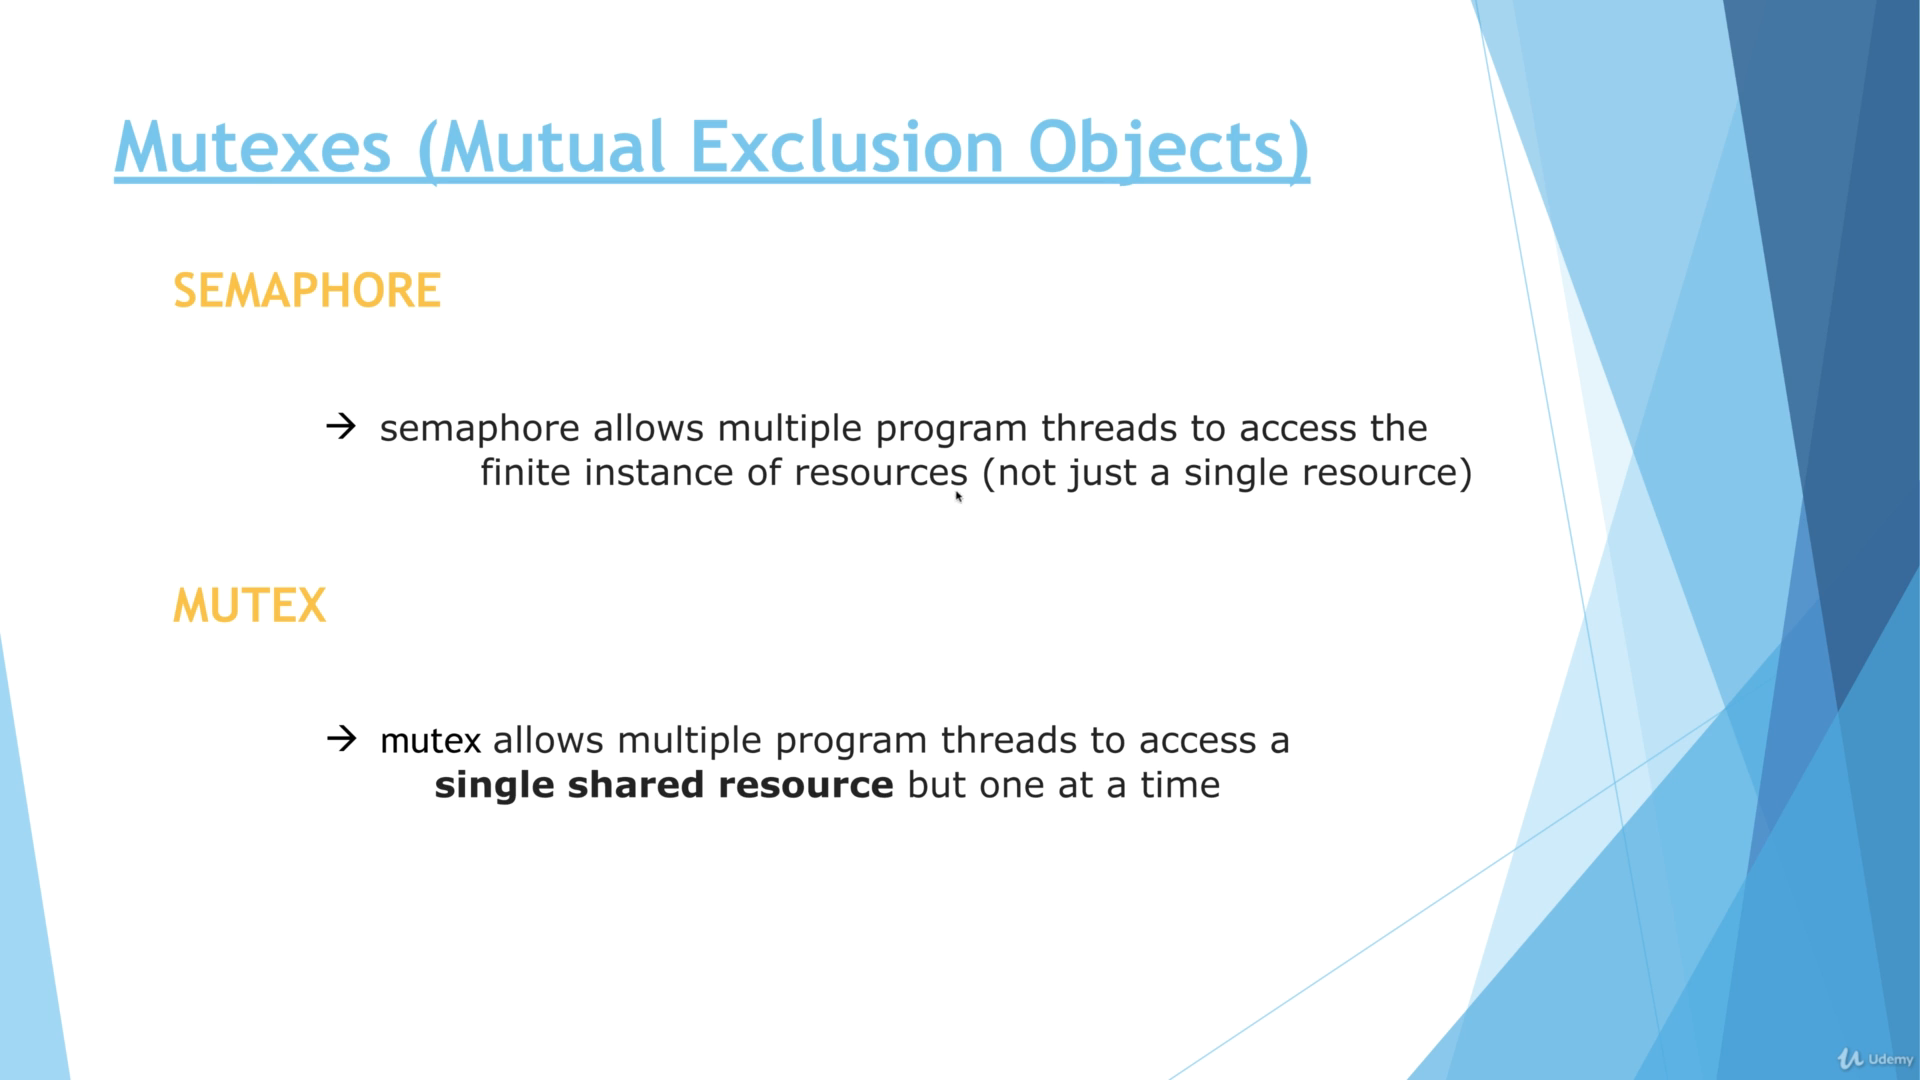 Mutexes (Mutual Exclusion Objects)
SEMAPHORE
→ semaphore allows multiple program threads to access the
finite instance of resources (not just a single resource)
MUTEX
→ mutex allows multiple program threads to access a
single shared resource but one at a time
Udemy